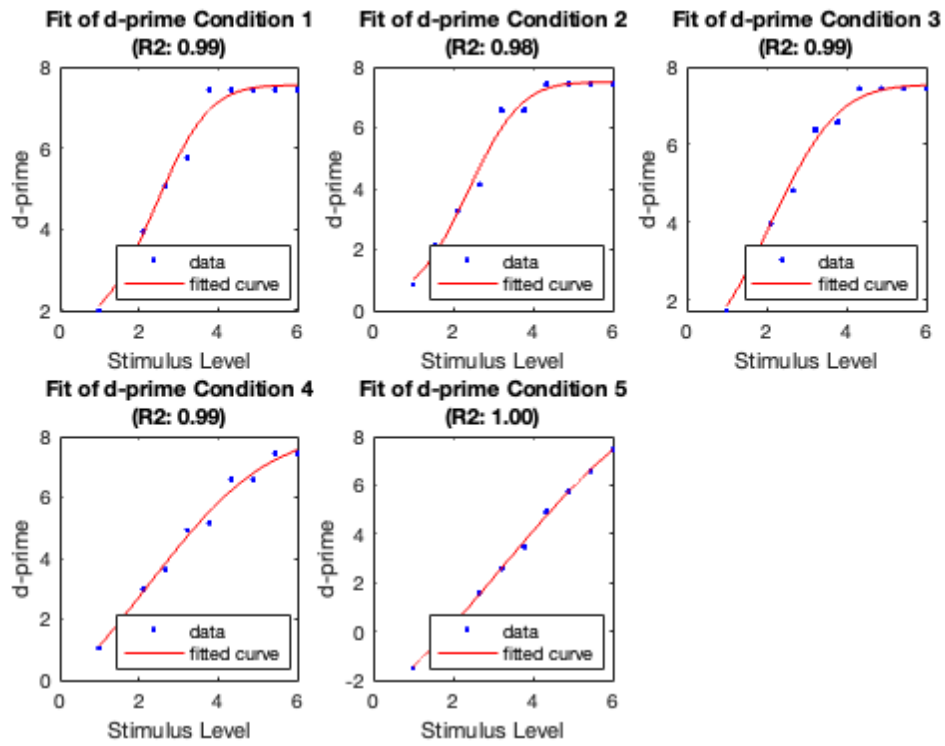 Fit of d-prime Condition 1
(R2: 0.99)
8
6
4
2
d-prime
data
fitted curve
0 2 4 6
Stimulus Level
Fit of d-prime Condition 2
(R2: 0.98)
8
6
4
2
0
d-prime
data
fitted curve
0 2 4 6
Stimulus Level
Fit of d-prime Condition 3
(R2: 0.99)
8
6
4
2
d-prime
data
fitted curve
0 2 4 6
Stimulus Level
Fit of d-prime Condition 4
(R2: 0.99)
8
6
4
2
0
d-prime
data
fitted curve
0 2 4 6
Stimulus Level
Fit of d-prime Condition 5
(R2: 1.00)
8
6
4
2
0
-2
d-prime
data
fitted curve
0 2 4 6
Stimulus Level